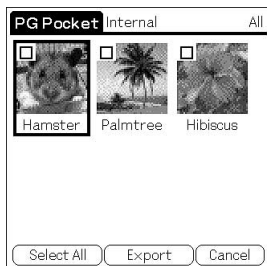 PG Pocket Internal All
Hamster Palmtree Hibiscus
Select All Export Cancel